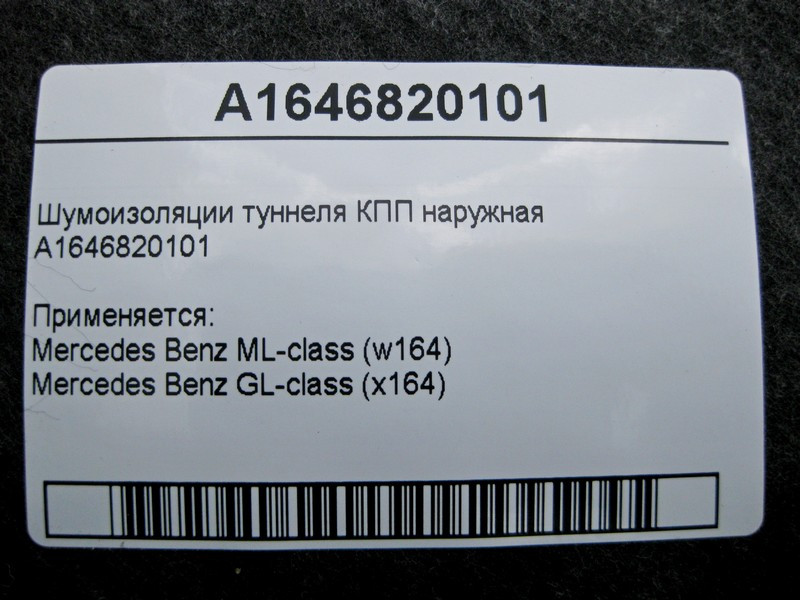 A1646820101
Шумоизоляции туннеля КПП наружная
A1646820101
Применяется:
Mercedes Benz ML-class (w164)
Mercedes Benz GL-class (x164)